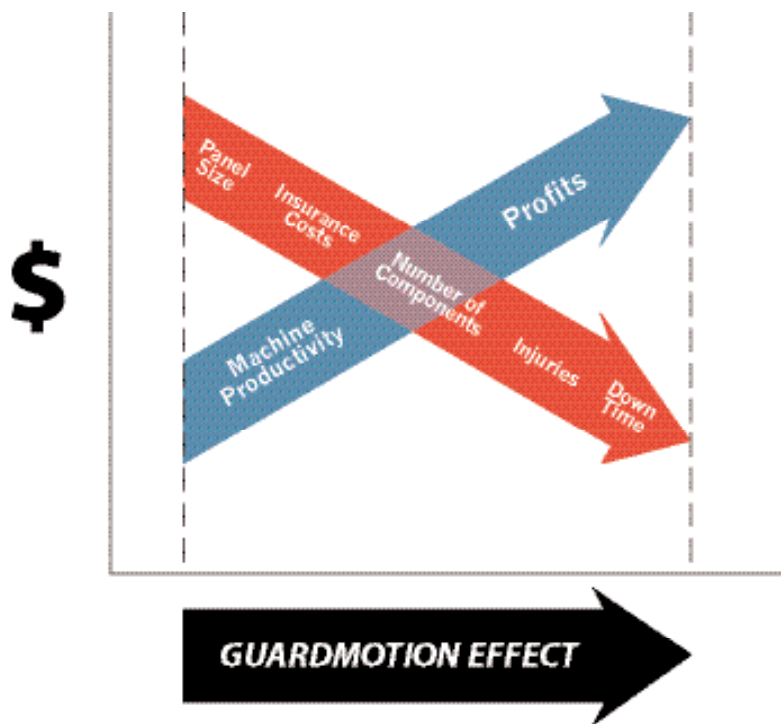 Panel
Size
Insurance
Costs
Number of
Components
Injuries
Down
Time
Machine
Productivity
Profits
$
GUARDMOTION EFFECT